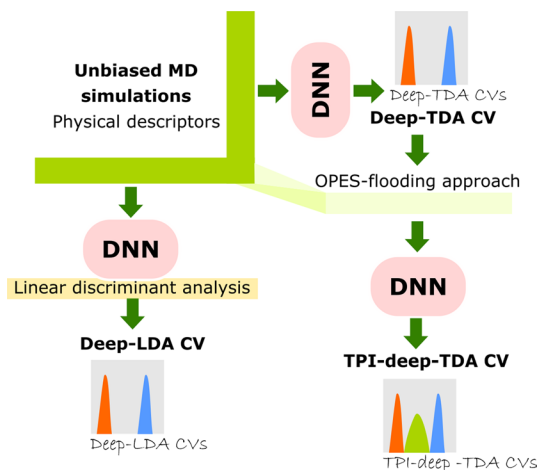 Unbiased MD
simulations
Physical descriptors
DNN
Deep-TDA CVs
Deep-TDA CV
OPES-flooding approach
DNN
Linear discriminant analysis
Deep-LDA CV
Deep-LDA CVs
DNN
TPI-deep-TDA CV
TPI-deep -TDA CVs